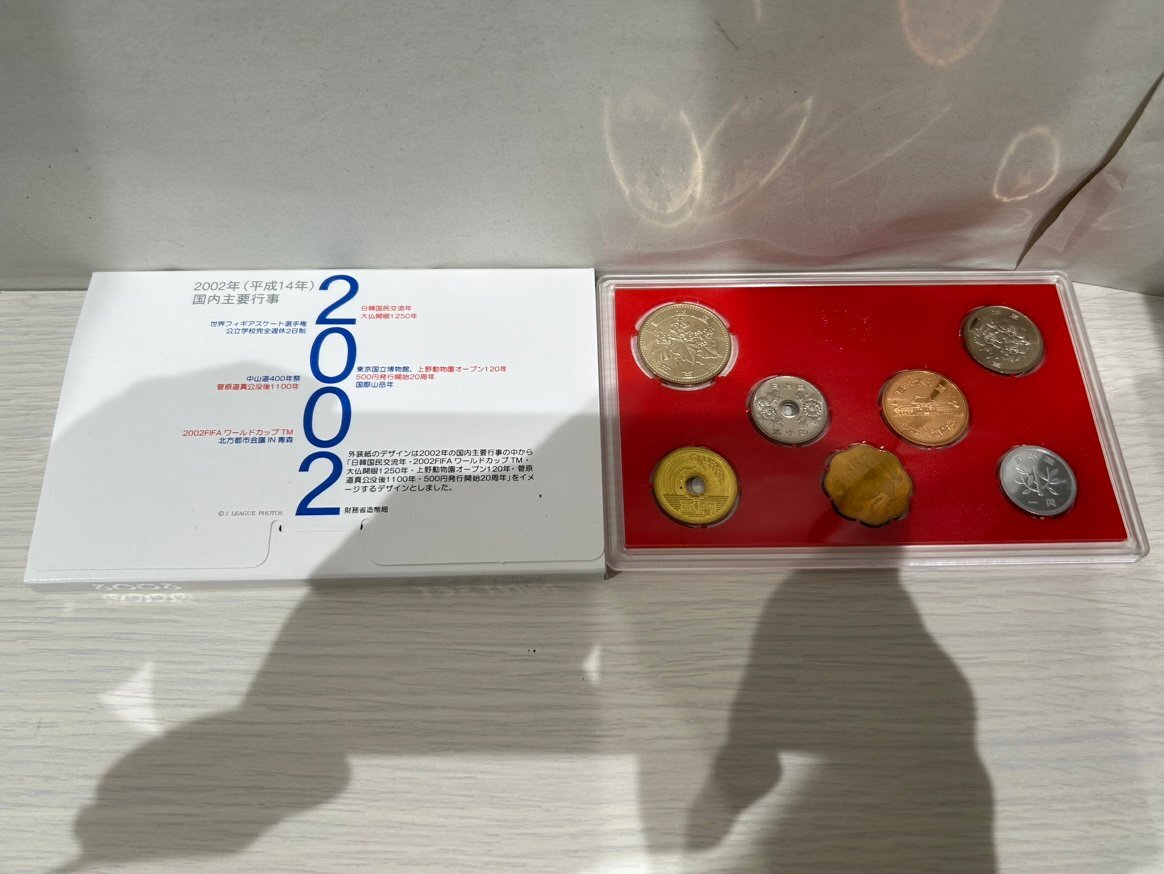 2002年(平成14年)
国内主要行事
2002
日韓国民交流年
大仏開眼1250年
世界フィギアスケート選手権
公立学校完全週休2日制
東京国立博物館、上野動物園オープン120年
500円発行開始20周年
国際山岳年
中山道400年祭
菅原道真公没後1100年
2002FIFA ワールドカップ TM
北方都市会議 IN 青森
外装紙のデザインは2002年の国内主要行事の中から
「日韓国民交流年・2002FIFA ワールドカップ TM・
大仏開眼1250年・上野動物園オープン120年・菅原
道真公没後1100年・500円発行開始20周年」をイメ
ージするデザインとしました。
財務省造幣局
© J. LEAGUE PHOTOS
日本国
五十円
一円